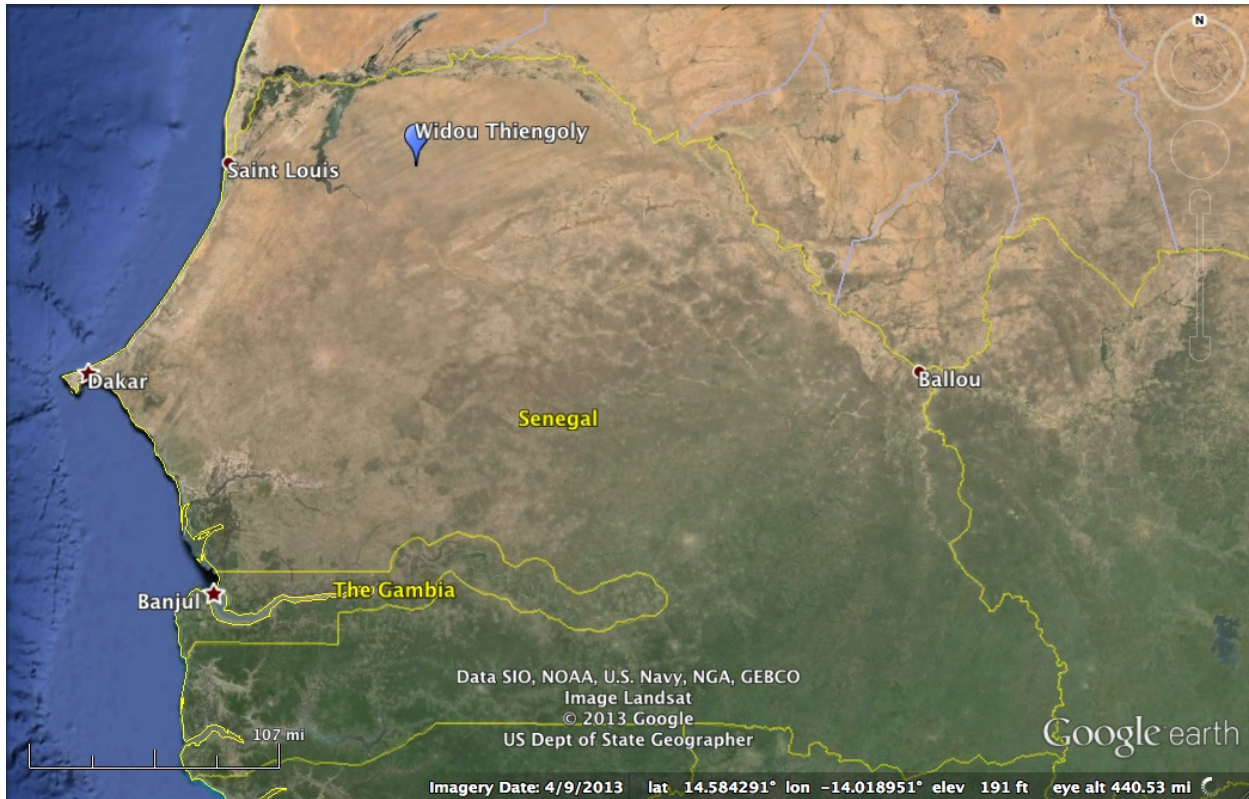 N
Widou Thiengoly
Saint Louis
Dakar
Ballou
Senegal
The Gambia
Banjul
Data SIO, NOAA, U.S. Navy, NGA, GEBCO
Image Landsat
© 2013 Google
US Dept of State Geographer
107 mi
Google earth
Imagery Date: 4/9/2013 lat 14.584291° lon -14.018951° elev 191 ft eye alt 440.53 mi